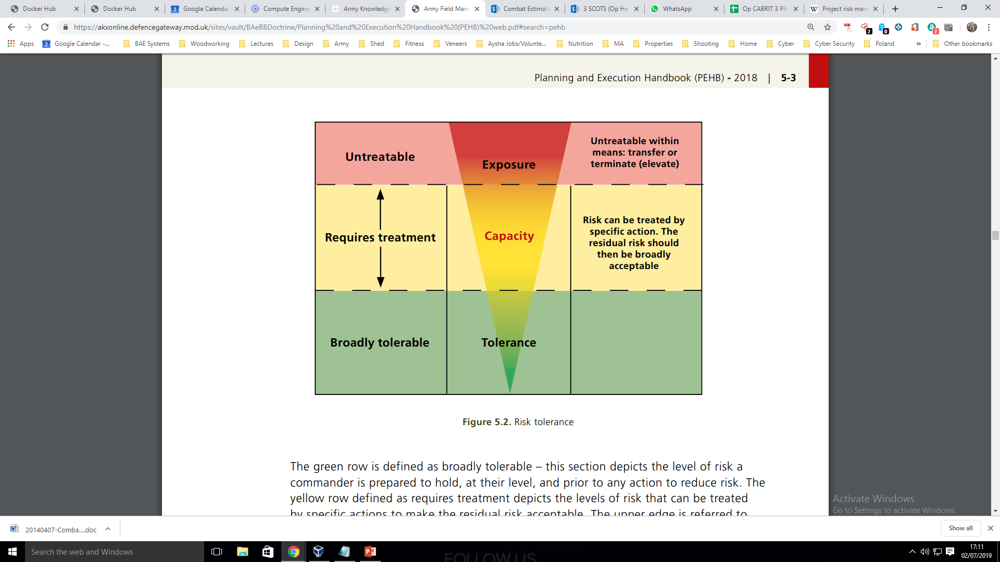 Docker Hub
Docker Hub
Google Calendar
Compute Engine
Army Knowledge
Army Field Manu
Combat Estimate
3 SCOTS (Op He
WhatsApp
Op CABRIT 3 Ph
Project risk mana
https://akxonline.defencegateway.mod.uk/sites/vault/BAeBBDoctrine/Planning%20and%20Execution%20Handbook%20(PEHB)%20web.pdf#search=pehb
2
0
7
Apps
2
Google Calendar -...
BAE Systems
Woodworking
Lectures
Design
Army
Shed
Fitness
Veneers
Aysha Jobs/Volunte...
Nutrition
MA
Properties
Shooting
Home
Cyber
Cyber Security
Poland
»
Other bookmarks
Planning and Execution Handbook (PEHB) - 2018 | 5-3
Untreatable
Exposure
Untreatable within
means: transfer or
terminate (elevate)
Requires treatment
Capacity
Risk can be treated by
specific action. The
residual risk should
then be broadly
acceptable
Broadly tolerable
Tolerance
Figure 5.2. Risk tolerance
The green row is defined as broadly tolerable – this section depicts the level of risk a
commander is prepared to hold, at their level, and prior to any action to reduce risk. The
yellow row defined as requires treatment depicts the levels of risk that can be treated
by specific actions to make the residual risk acceptable. The upper edge is referred to
Activate Windows
Go to Settings to activate Windows.
20140407-Comba....doc
Show all
Search the web and Windows
FOLLOW US
17:11
02/07/2019